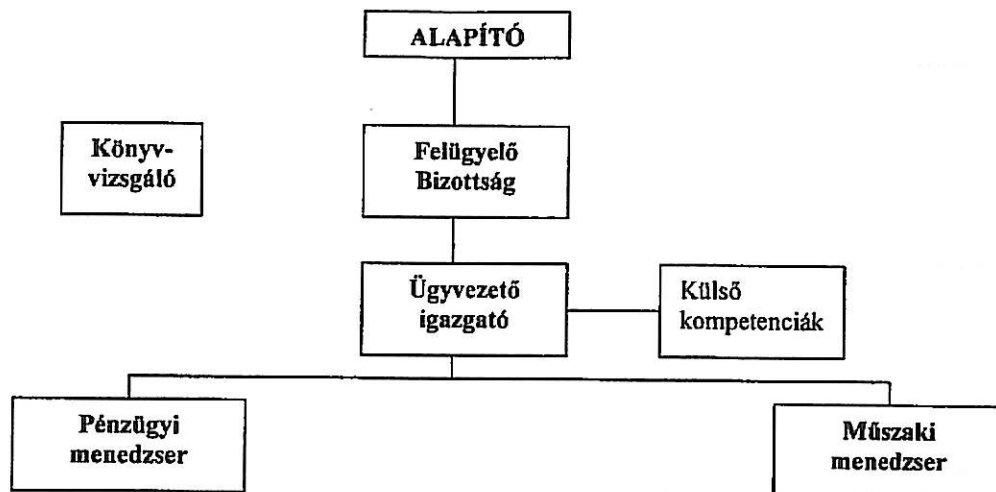 ALAPÍTÓ
Könyv-
vizsgáló
Felügyelő
Bizottság
Ügyvezető
igazgató
Külső
kompetenciák
Pénzügyi
menedzser
Műszaki
menedzser